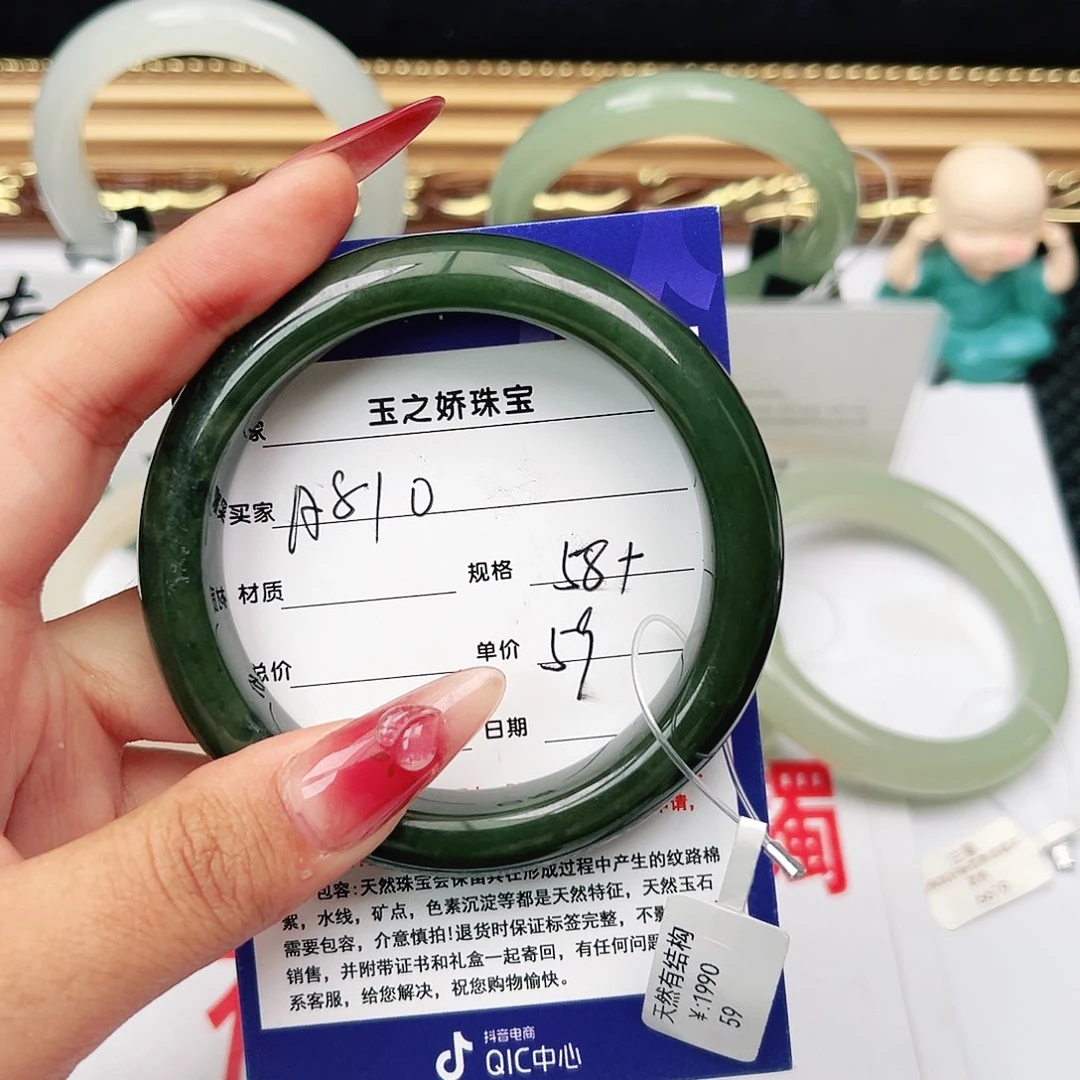 玉之娇珠宝
家
买家 A810
材质 规格 58+
总价 单价 59
日期
申请,
包容:天然珠宝会保留其在形成过程中产生的纹路棉
絮,水线,矿点,色素沉淀等都是天然特征,天然玉石
需要包容,介意慎拍!退货时保证标签完整,不影
销售,并附带证书和礼盒一起寄回,有任何问题
系客服,给您解决,祝您购物愉快。
抖音电商
QIC中心
天然有结构
¥:1990
59